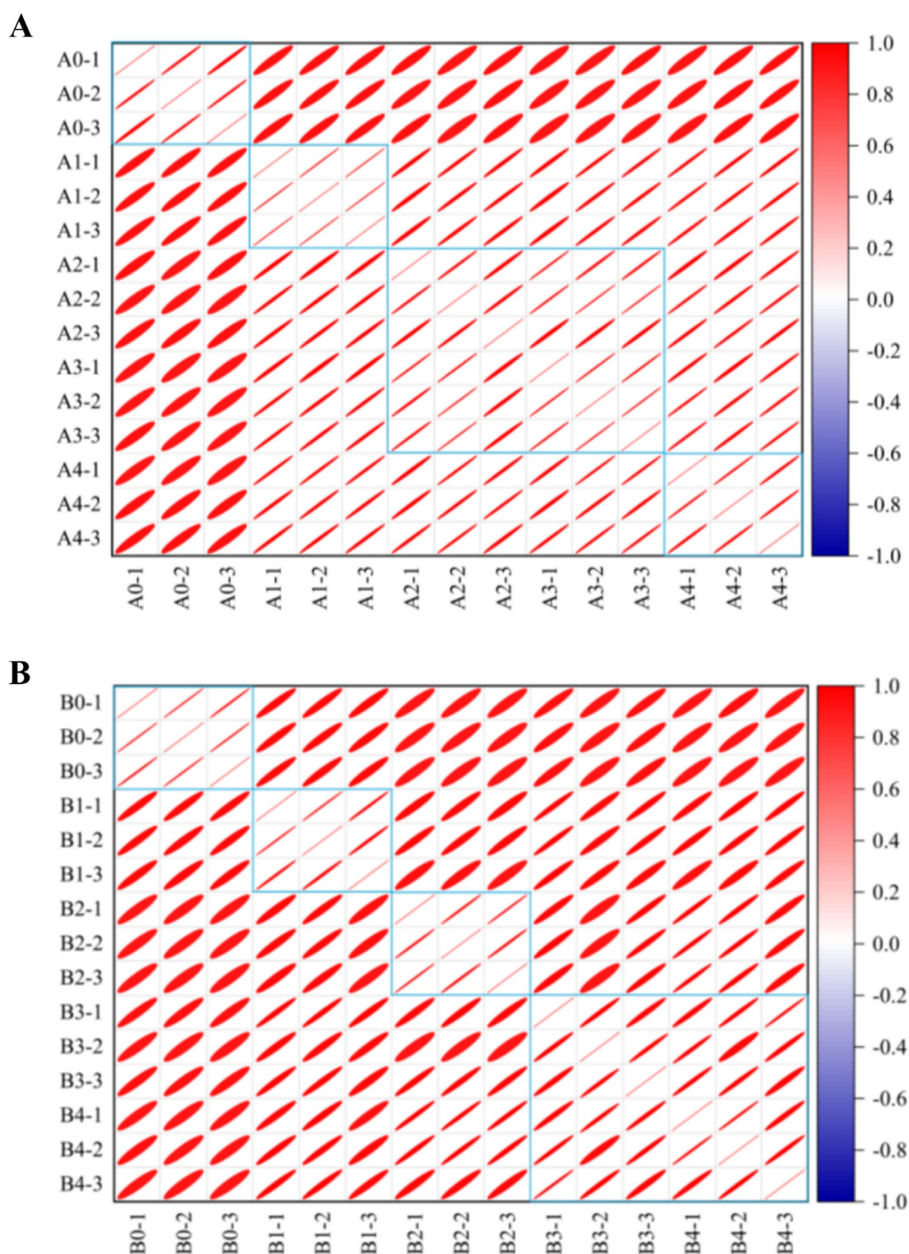 A
A0-1
A0-2
A0-3
A1-1
A1-2
A1-3
A2-1
A2-2
A2-3
A3-1
A3-2
A3-3
A4-1
A4-2
A4-3
1.0
0.8
0.6
0.4
0.2
0.0
-0.2
-0.4
-0.6
-0.8
-1.0
A0-1
A0-2
A0-3
A1-1
A1-2
A1-3
A2-1
A2-2
A2-3
A3-1
A3-2
A3-3
A4-1
A4-2
A4-3
B
B0-1
B0-2
B0-3
B1-1
B1-2
B1-3
B2-1
B2-2
B2-3
B3-1
B3-2
B3-3
B4-1
B4-2
B4-3
1.0
0.8
0.6
0.4
0.2
0.0
-0.2
-0.4
-0.6
-0.8
-1.0
B0-1
B0-2
B0-3
B1-1
B1-2
B1-3
B2-1
B2-2
B2-3
B3-1
B3-2
B3-3
B4-1
B4-2
B4-3